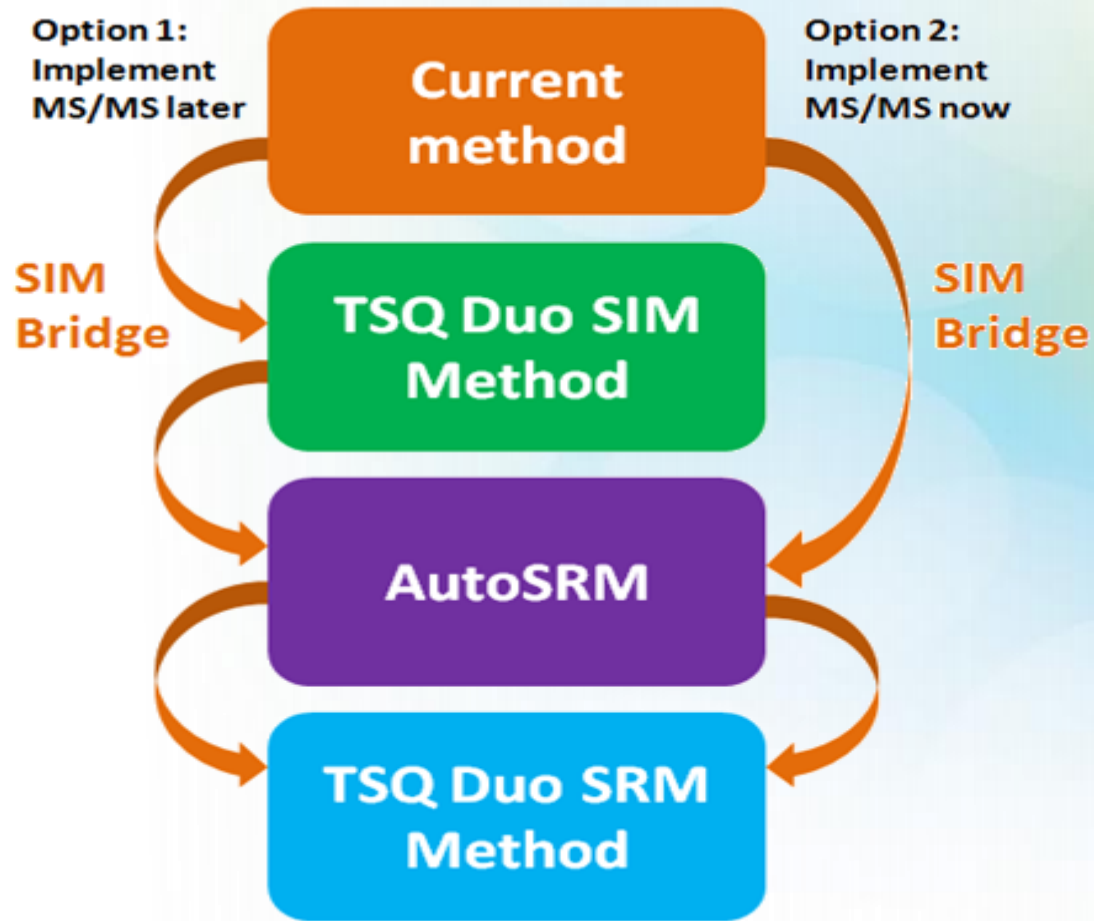 Option 1:
Implement
MS/MS later
Current
method
Option 2:
Implement
MS/MS now
SIM
Bridge
TSQ Duo SIM
Method
SIM
Bridge
AutoSRM
TSQ Duo SRM
Method